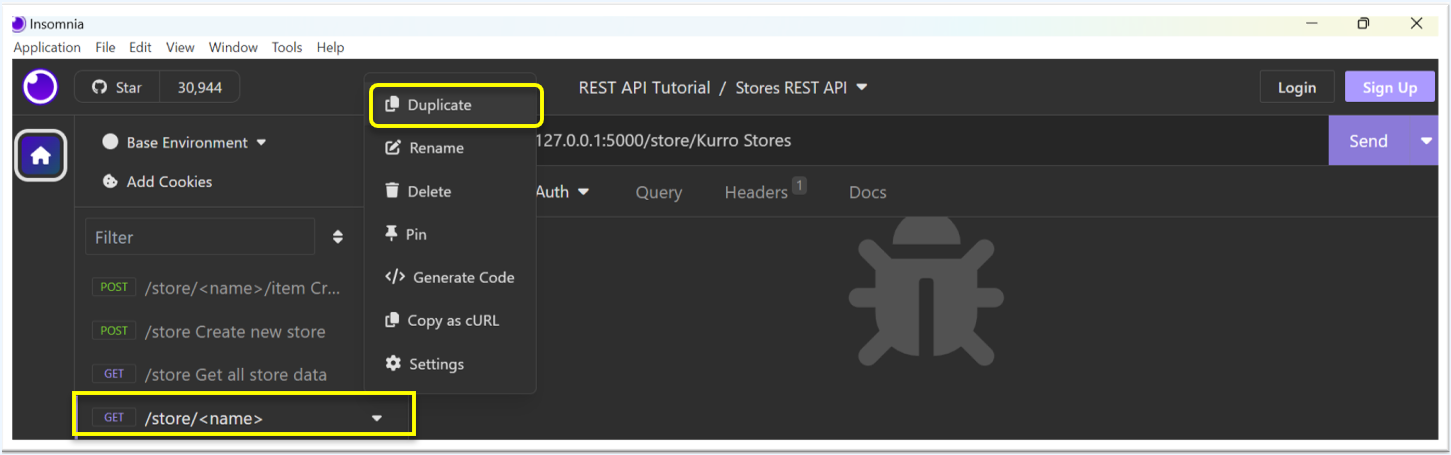 Insomnia
Application File Edit View Window Tools Help
Star 30,944
REST API Tutorial / Stores REST API
Login Sign Up
Base Environment
Add Cookies
Filter
POST /store/<name>/item Cr...
POST /store Create new store
GET /store Get all store data
GET /store/<name>
Duplicate
Rename
Delete
Pin
</> Generate Code
Copy as cURL
Settings
127.0.0.1:5000/store/Kurro Stores
Send
Auth Query Headers 1 Docs